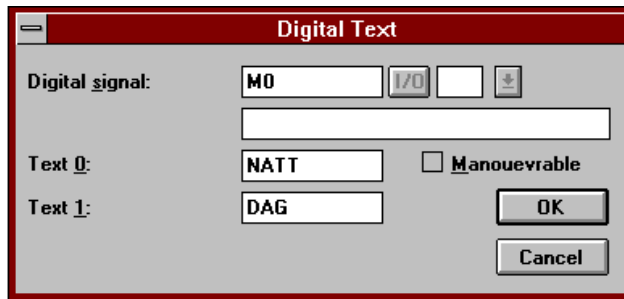 Digital Text
Digital signal: M0 I/O
Text 0: NATT Manouevrable
Text 1: DAG OK
Cancel